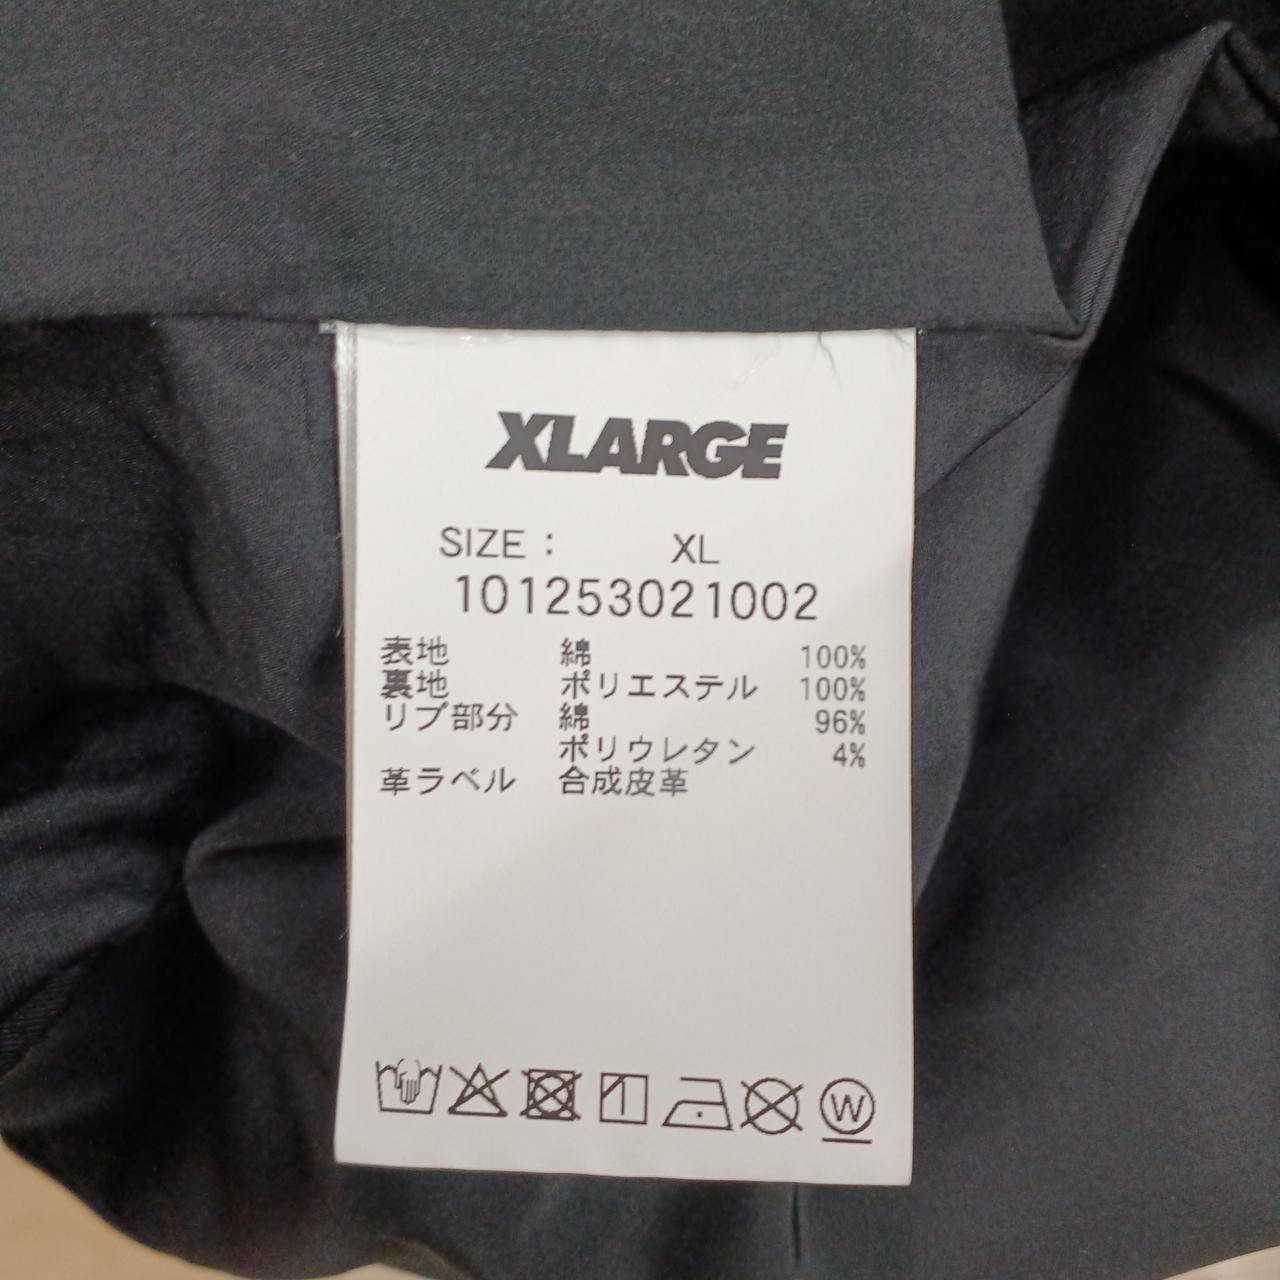 XLARGE
SIZE : XL
101253021002
表地 綿 100%
裏地 ポリエステル 100%
リブ部分 綿 96%
ポリウレタン 4%
革ラベル 合成皮革
W